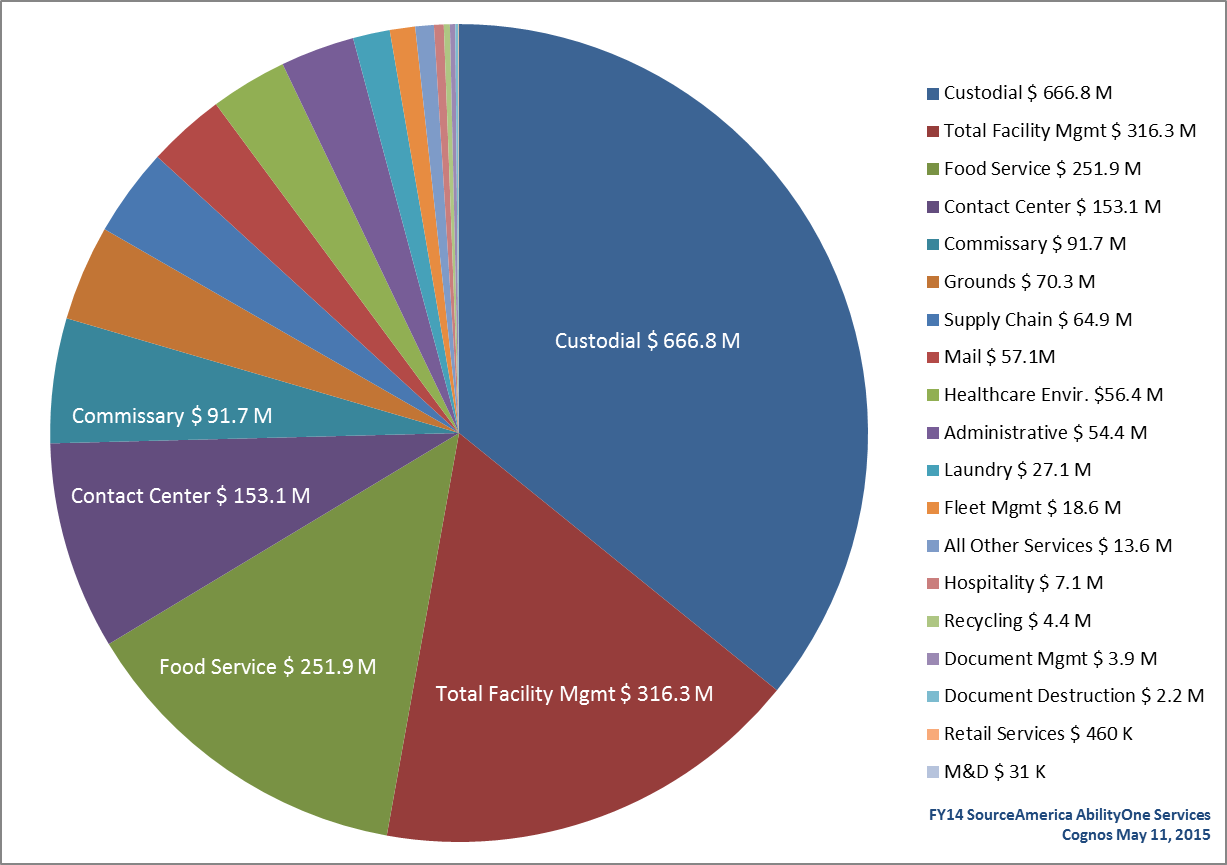 Custodial $ 666.8 M
Commissary $ 91.7 M
Contact Center $ 153.1 M
Food Service $ 251.9 M
Total Facility Mgmt $ 316.3 M
Custodial $ 666.8 M
Total Facility Mgmt $ 316.3 M
Food Service $ 251.9 M
Contact Center $ 153.1 M
Commissary $ 91.7 M
Grounds $ 70.3 M
Supply Chain $ 64.9 M
Mail $ 57.1M
Healthcare Envir. $56.4 M
Administrative $ 54.4 M
Laundry $ 27.1 M
Fleet Mgmt $ 18.6 M
All Other Services $ 13.6 M
Hospitality $ 7.1 M
Recycling $ 4.4 M
Document Mgmt $ 3.9 M
Document Destruction $ 2.2 M
Retail Services $ 460 K
M&D $ 31 K
FY14 SourceAmerica AbilityOne Services
Cognos May 11, 2015